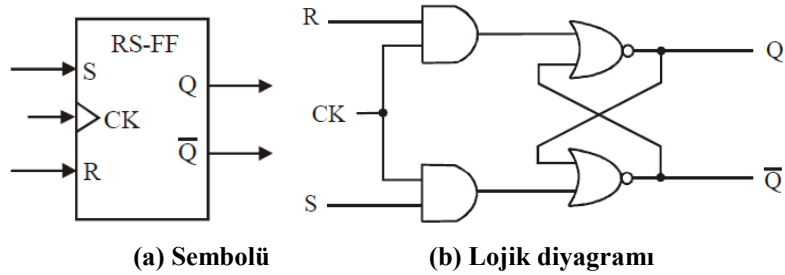 RS-FF
S
Q
CK
Q̅
R
(a) Sembolü
R
Q
CK
S
Q̅
(b) Lojik diyagramı